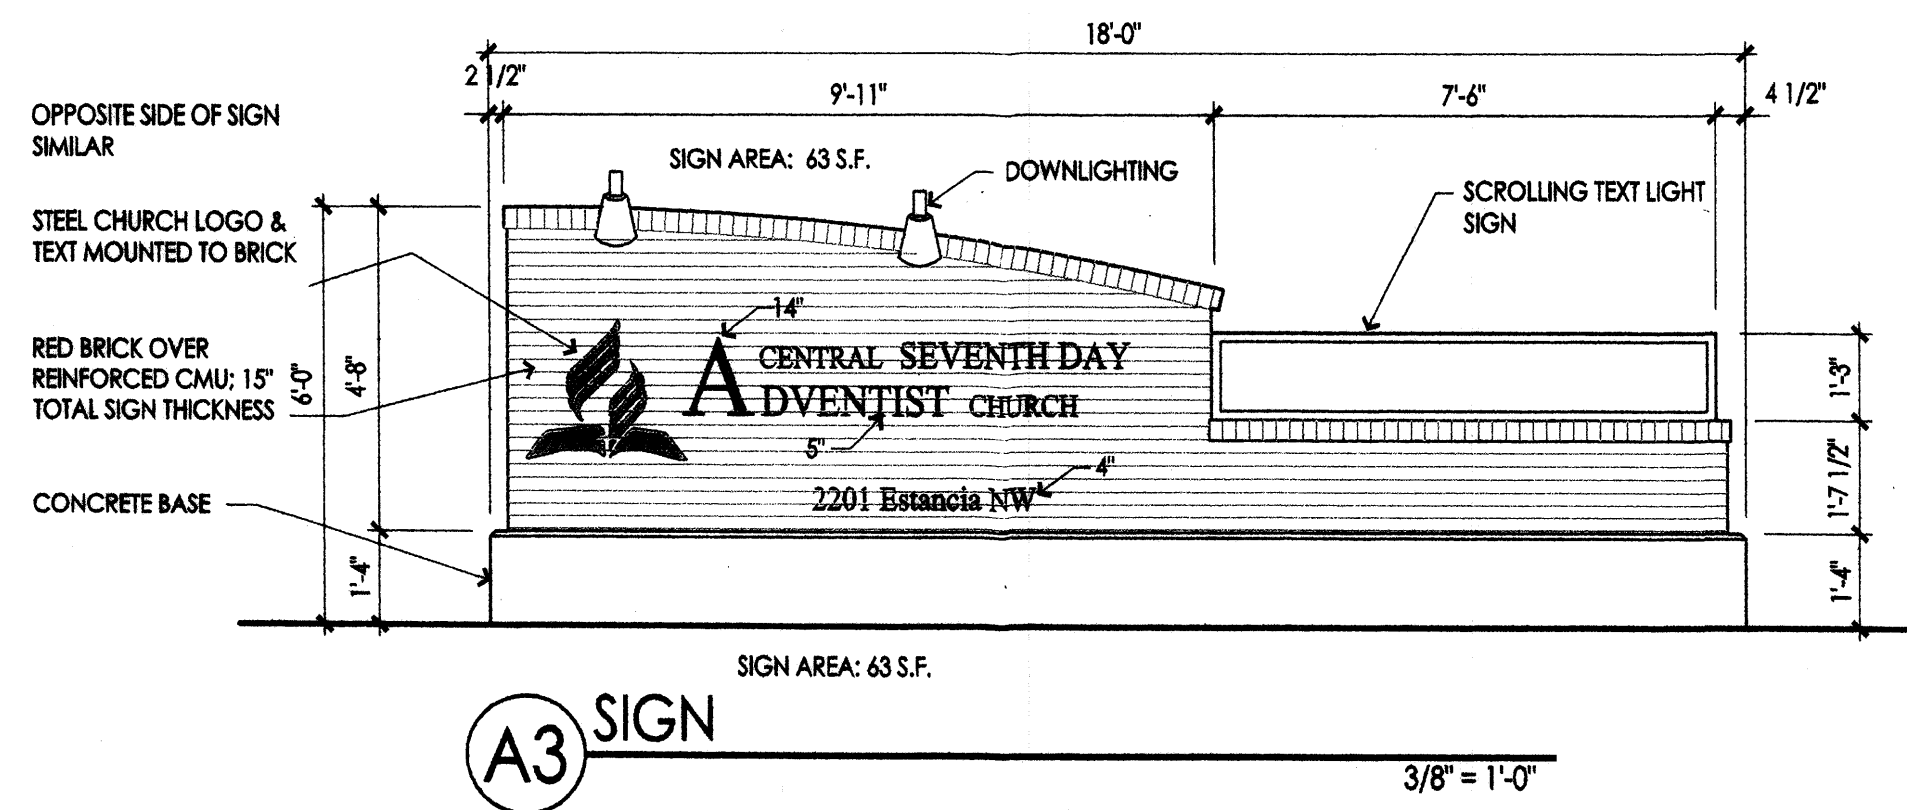 18'-0"
2 1/2"
9'-11"
7'-6"
4 1/2"
OPPOSITE SIDE OF SIGN
SIMILAR
SIGN AREA: 63 S.F.
DOWNLIGHTING
SCROLLING TEXT LIGHT
SIGN
STEEL CHURCH LOGO &
TEXT MOUNTED TO BRICK
14"
RED BRICK OVER
REINFORCED CMU; 15"
TOTAL SIGN THICKNESS
6'-0"
4'-8"
CENTRAL SEVENTH DAY
ADVENTIST CHURCH
5"
1'-3"
4"
2201 Estancia NW
1'-7 1/2"
CONCRETE BASE
1'-4"
1'-4"
SIGN AREA: 63 S.F.
A3
SIGN
3/8" = 1'-0"